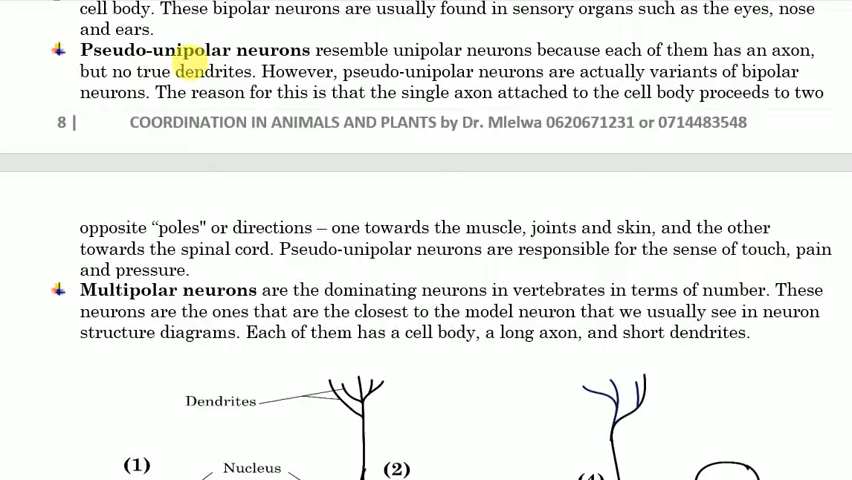 cell body. These bipolar neurons are usually found in sensory organs such as the eyes, nose
and ears.
Pseudo-unipolar neurons resemble unipolar neurons because each of them has an axon,
but no true dendrites. However, pseudo-unipolar neurons are actually variants of bipolar
neurons. The reason for this is that the single axon attached to the cell body proceeds to two
8 | COORDINATION IN ANIMALS AND PLANTS by Dr. Mlelwa 0620671231 or 0714483548
opposite “poles" or directions – one towards the muscle, joints and skin, and the other
towards the spinal cord. Pseudo-unipolar neurons are responsible for the sense of touch, pain
and pressure.
Multipolar neurons are the dominating neurons in vertebrates in terms of number. These
neurons are the ones that are the closest to the model neuron that we usually see in neuron
structure diagrams. Each of them has a cell body, a long axon, and short dendrites.
Dendrites
(1) Nucleus (2)
(4)